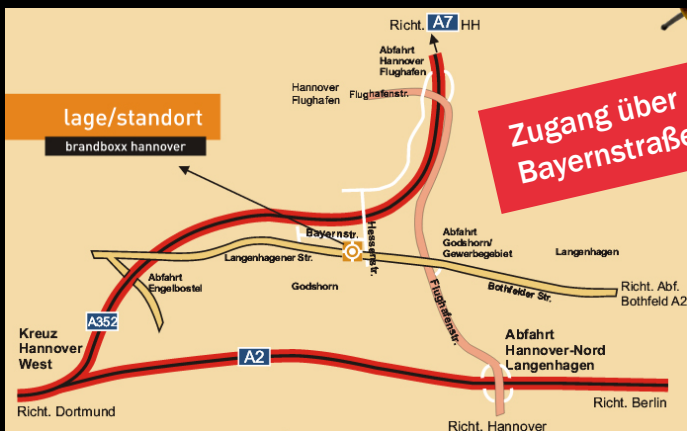 Richt. A7 HH
Abfahrt
Hannover
Flughafen
Hannover
Flughafen
Flughafenstr.
lage/standort
brandboxx hannover
Zugang über
Bayernstraße
Bayernstr.
Hessenstr.
Langenhagener Str.
Abfahrt
Godshorn/
Gewerbegebiet
Langenhagen
Abfahrt
Engelbostel
Godshorn
Flughafenstr.
Bothfelder Str.
Richt. Abf.
Bothfeld A2
A352
Kreuz
Hannover
West
A2
Abfahrt
Hannover-Nord
Langenhagen
Richt. Dortmund
Richt. Berlin
Richt. Hannover